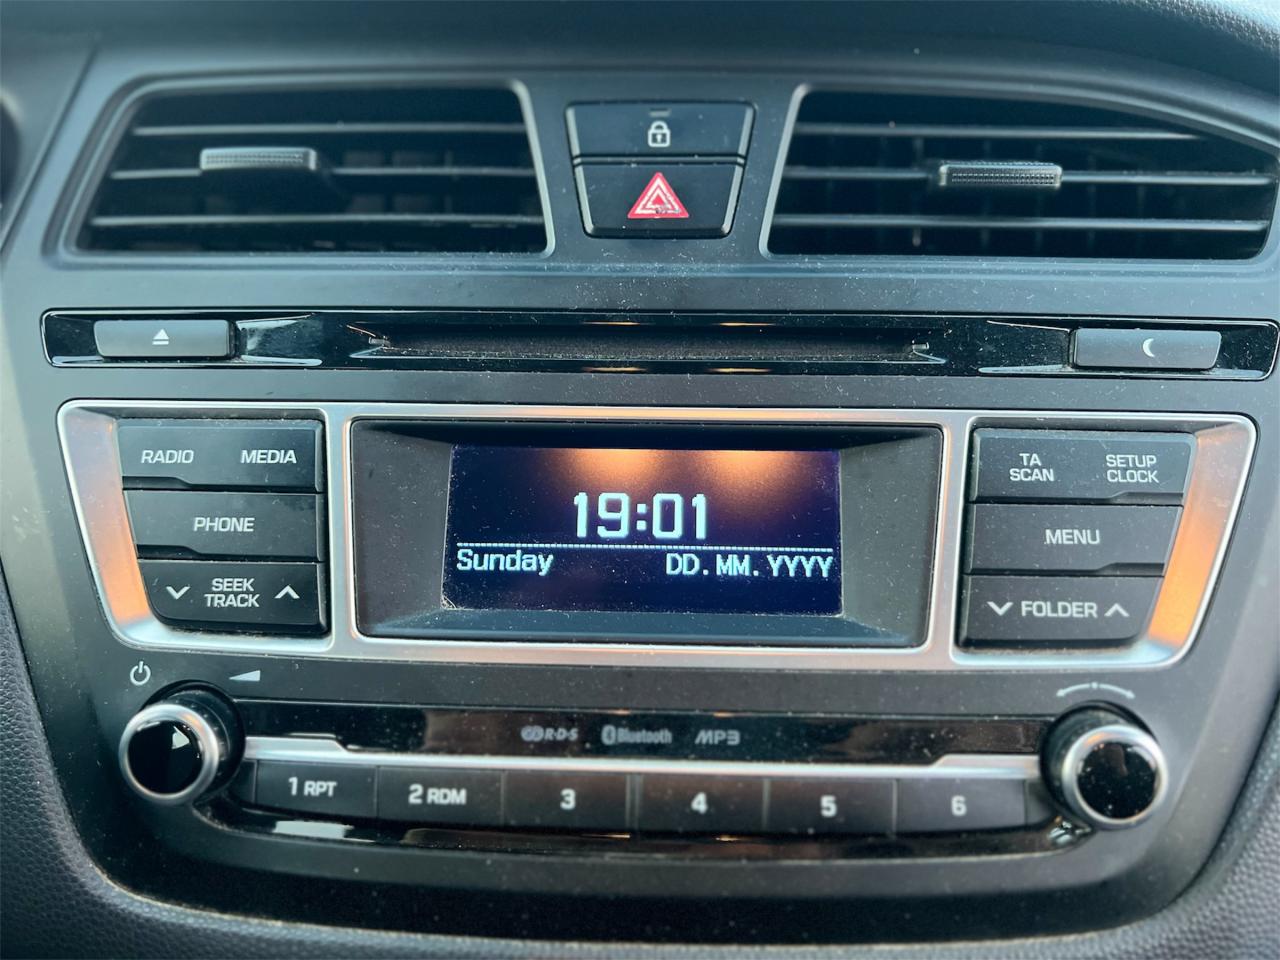 RADIO MEDIA
PHONE
SEEK
TRACK
19:01
Sunday DD.MM.YYYY
TA
SCAN
SETUP
CLOCK
MENU
FOLDER
R·D·S Bluetooth MP3
1 RPT 2 RDM 3 4 5 6